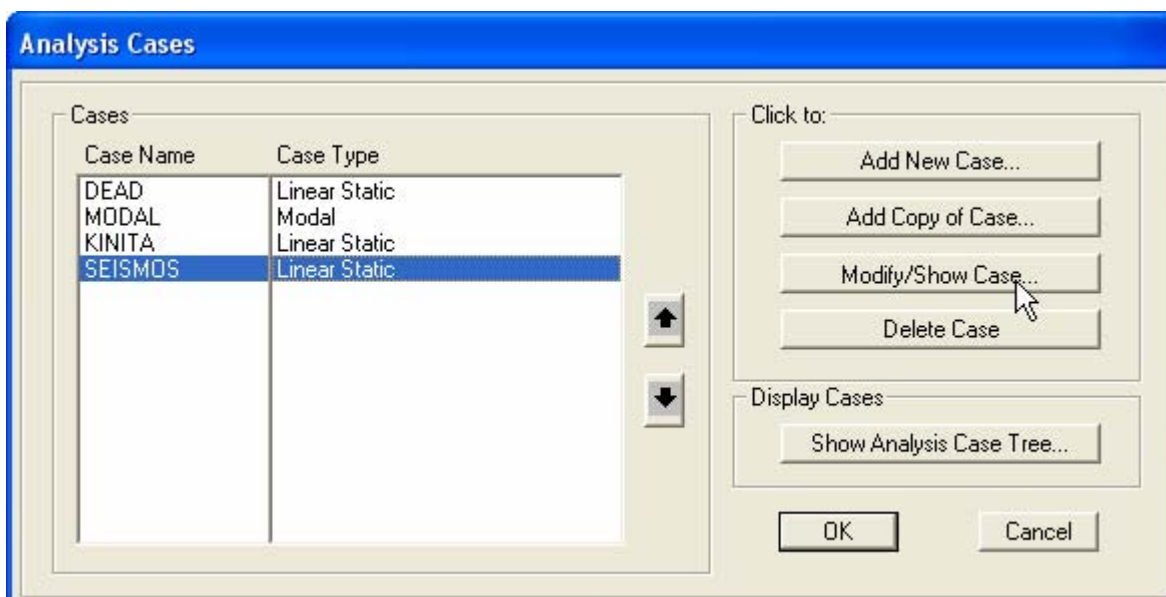 Analysis Cases
Cases
Case Name Case Type
DEAD Linear Static
MODAL Modal
KINITA Linear Static
SEISMOS Linear Static
Click to:
Add New Case...
Add Copy of Case...
Modify/Show Case...
Delete Case
Display Cases
Show Analysis Case Tree...
OK Cancel